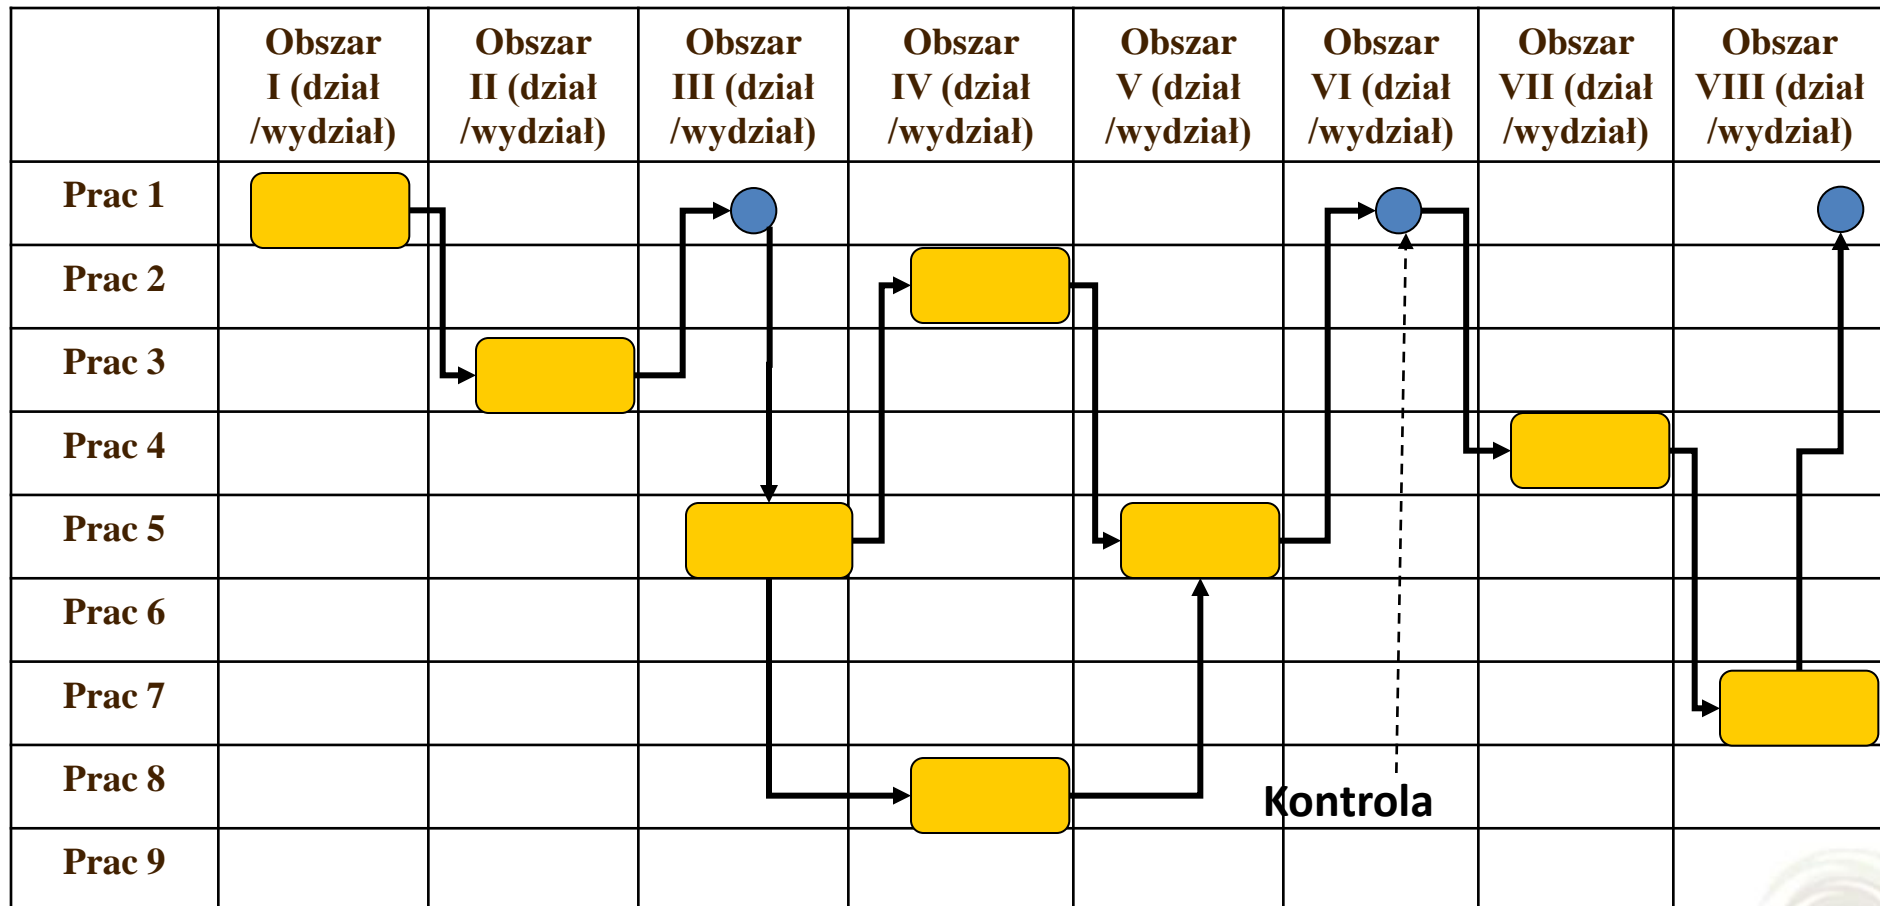 Obszar
I (dział
/wydział)
Obszar
II (dział
/wydział)
Obszar
III (dział
/wydział)
Obszar
IV (dział
/wydział)
Obszar
V (dział
/wydział)
Obszar
VI (dział
/wydział)
Obszar
VII (dział
/wydział)
Obszar
VIII (dział
/wydział)
Prac 1
Prac 2
Prac 3
Prac 4
Prac 5
Prac 6
Prac 7
Prac 8
Kontrola
Prac 9